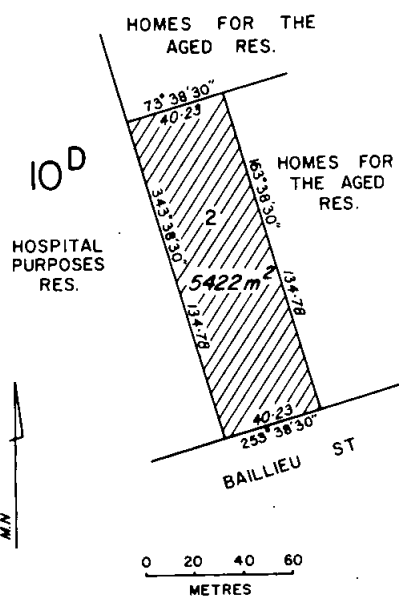 HOMES FOR THE
AGED RES.
73° 38' 30"
40·23
10D
163° 38' 30"
HOMES FOR
THE AGED
RES.
343° 38' 30"
2
HOSPITAL
PURPOSES
RES.
5422m²
134·78
134·78
40·23
253° 38' 30"
BAILLIEU ST
M.N
0 20 40 60
METRES